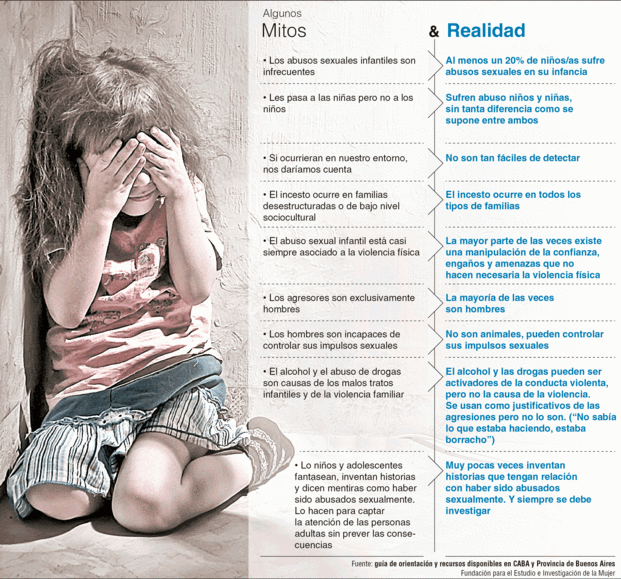 Algunos
Mitos
& Realidad
• Los abusos sexuales infantiles son
infrecuentes
Al menos un 20% de niños/as sufre
abusos sexuales en su infancia
• Les pasa a las niñas pero no a los
niños
Sufren abuso niños y niñas,
sin tanta diferencia como se
supone entre ambos
• Si ocurrieran en nuestro entorno,
nos daríamos cuenta
No son tan fáciles de detectar
• El incesto ocurre en familias
desestructuradas o de bajo nivel
sociocultural
El incesto ocurre en todos los
tipos de familias
• El abuso sexual infantil está casi
siempre asociado a la violencia física
La mayor parte de las veces existe
una manipulación de la confianza,
engaños y amenazas que no
hacen necesaria la violencia física
• Los agresores son exclusivamente
hombres
La mayoría de las veces
son hombres
• Los hombres son incapaces de
controlar sus impulsos sexuales
No son animales, pueden controlar
sus impulsos sexuales
• El alcohol y el abuso de drogas
son causas de los malos tratos
infantiles y de la violencia familiar
El alcohol y las drogas pueden ser
activadores de la conducta violenta,
pero no la causa de la violencia.
Se usan como justificativos de las
agresiones pero no lo son. (“No sabía
lo que estaba haciendo, estaba
borracho”)
• Lo niños y adolescentes
fantasean, inventan historias
y dicen mentiras como haber
sido abusados sexualmente.
Lo hacen para captar
la atención de las personas
adultas sin prever las conse-
cuencias
Muy pocas veces inventan
historias que tengan relación
con haber sido abusados
sexualmente. Y siempre se debe
investigar
Fuente: guía de orientación y recursos disponibles en CABA y Provincia de Buenos Aires
Fundación para el Estudio e Investigación de la Mujer